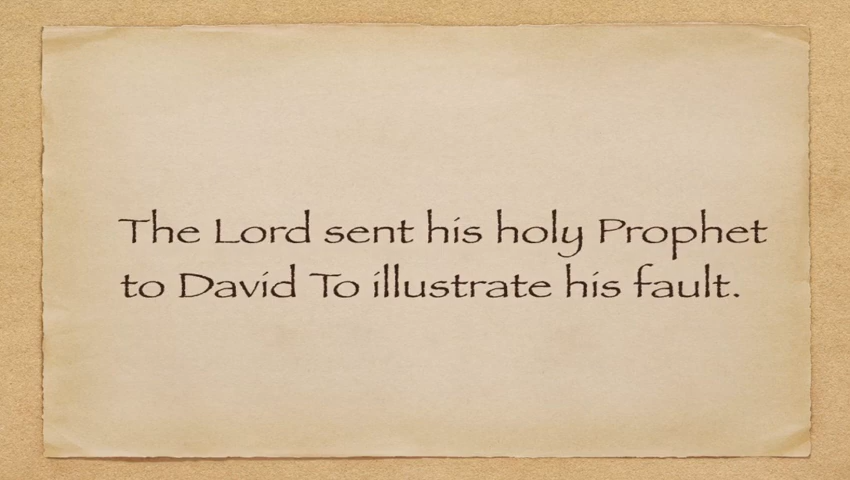 The Lord sent his holy Prophet
to David To illustrate his fault.